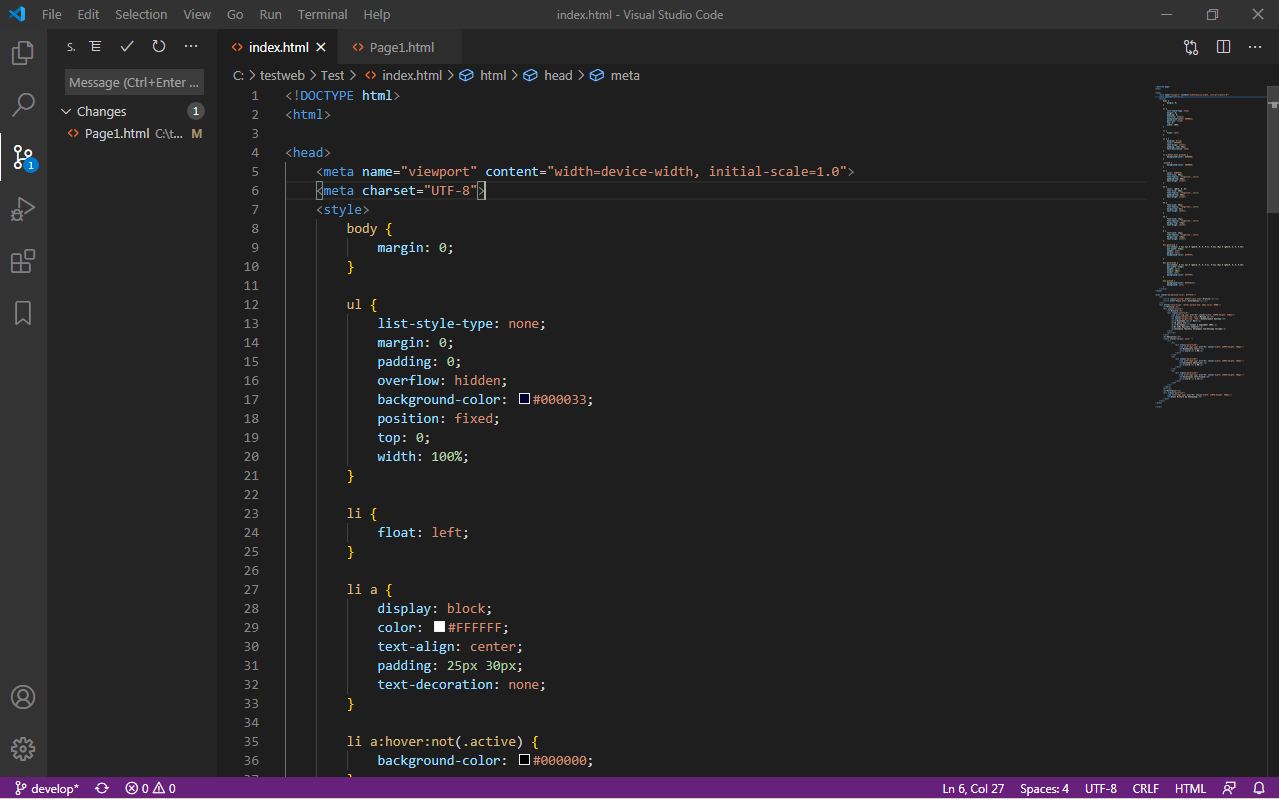 File Edit Selection View Go Run Terminal Help
index.html - Visual Studio Code
S.
Message (Ctrl+Enter ...
Changes 1
Page1.html C:\t... M
1
index.html
Page1.html
C: > testweb > Test > index.html > html > head > meta
1 <!DOCTYPE html>
2 <html>
3
4 <head>
5 <meta name="viewport" content="width=device-width, initial-scale=1.0">
6 <meta charset="UTF-8">
7 <style>
8 body {
9 margin: 0;
10 }
11
12 ul {
13 list-style-type: none;
14 margin: 0;
15 padding: 0;
16 overflow: hidden;
17 background-color: #000033;
18 position: fixed;
19 top: 0;
20 width: 100%;
21 }
22
23 li {
24 float: left;
25 }
26
27 li a {
28 display: block;
29 color: #FFFFFF;
30 text-align: center;
31 padding: 25px 30px;
32 text-decoration: none;
33 }
34
35 li a:hover:not(.active) {
36 background-color: #000000;
develop* 0 0 Ln 6, Col 27 Spaces: 4 UTF-8 CRLF HTML